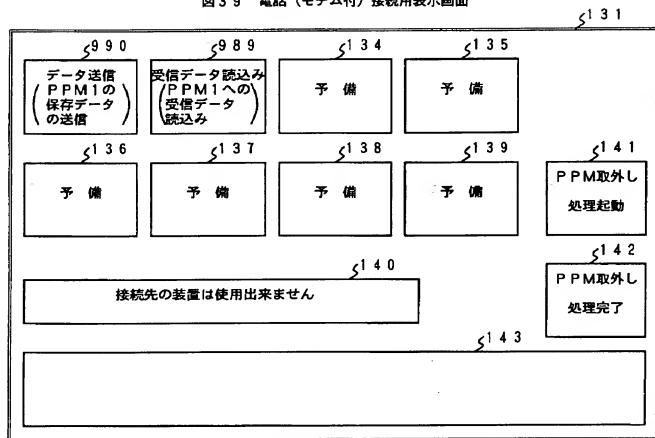 図39 電話(モデム付)接続用表示画面
131
990
989
134
135
データ送信
(PPM1の
保存データ
の送信)
受信データ読込み
(PPM1への
受信データ
読込み)
予備
予備
136
137
138
139
141
予備
予備
予備
予備
PPM取外し
処理起動
140
142
接続先の装置は使用出来ません
PPM取外し
処理完了
143